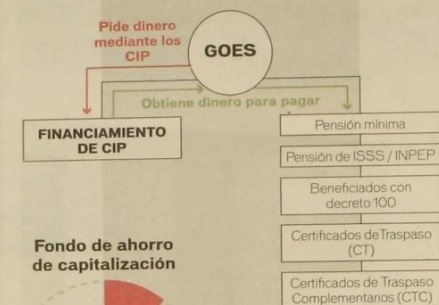 Pide dinero
mediante los
CIP
GOES
Obtiene dinero para pagar
FINANCIAMIENTO
DE CIP
Pensión mínima
Pensión de ISSS / INPEP
Beneficiados con
decreto 100
Certificados de Traspaso
(CT)
Certificados de Traspaso
Complementarios (CTC)
Fondo de ahorro
de capitalización